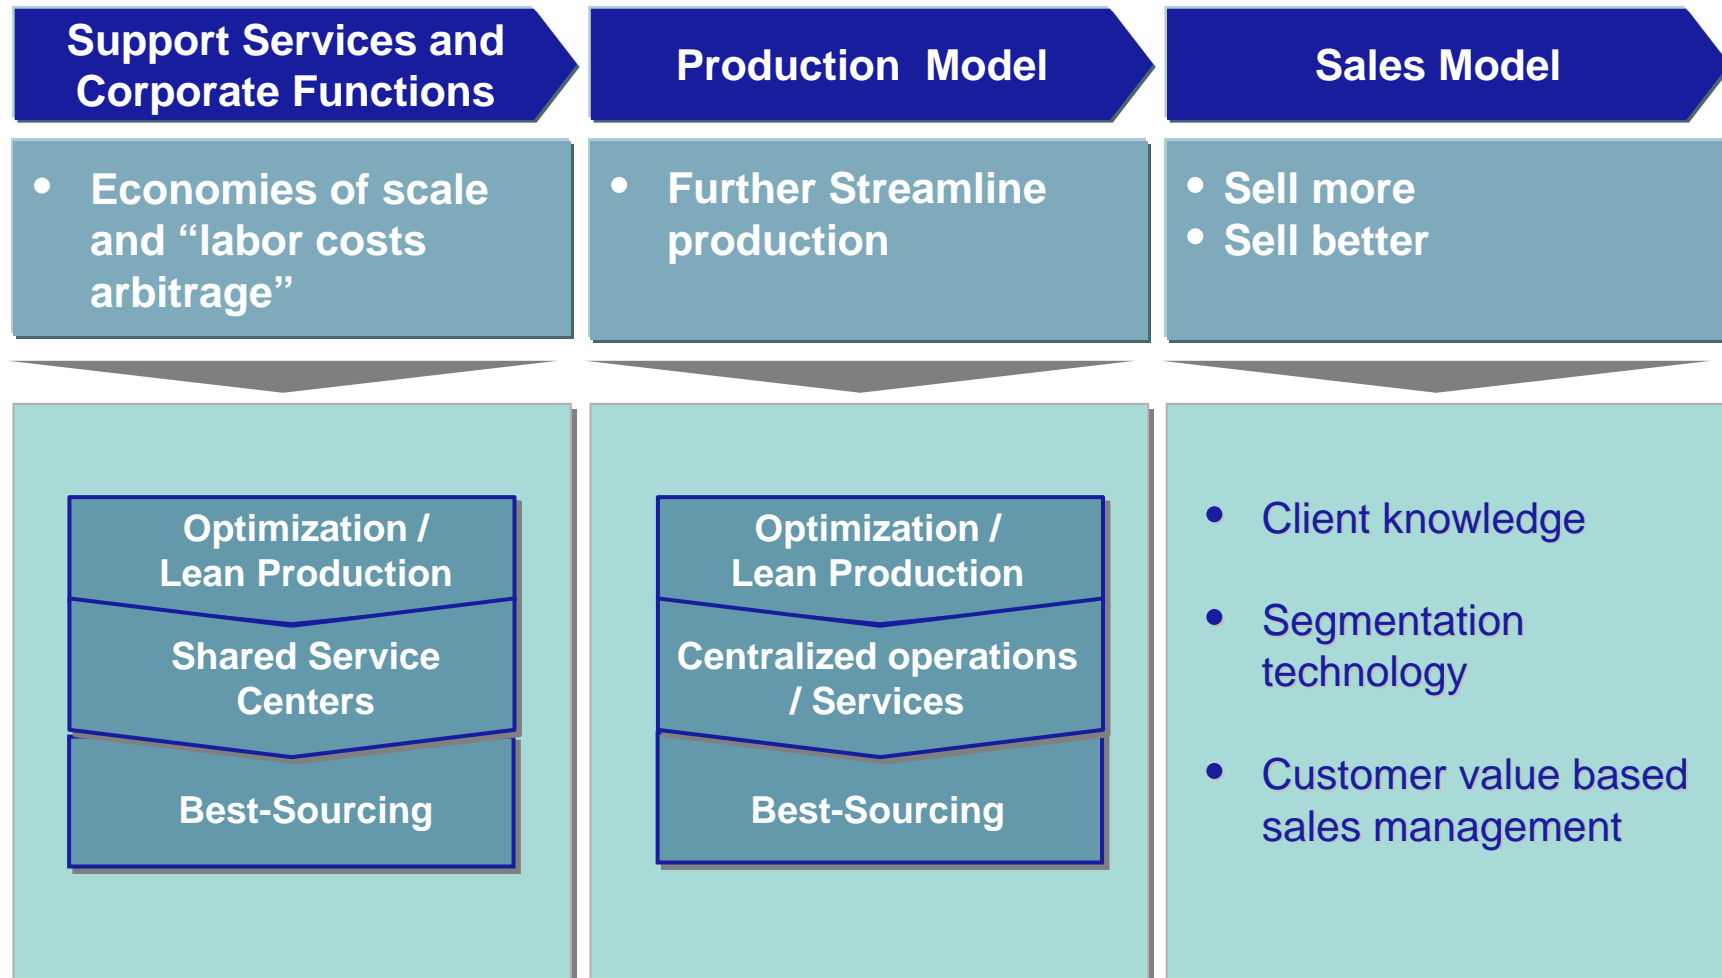 Support Services and
Corporate Functions
Production Model
Sales Model
• Economies of scale
and “labor costs
arbitrage”
• Further Streamline
production
• Sell more
• Sell better
Optimization /
Lean Production
Shared Service
Centers
Best-Sourcing
Optimization /
Lean Production
Centralized operations
/ Services
Best-Sourcing
• Client knowledge
• Segmentation
technology
• Customer value based
sales management